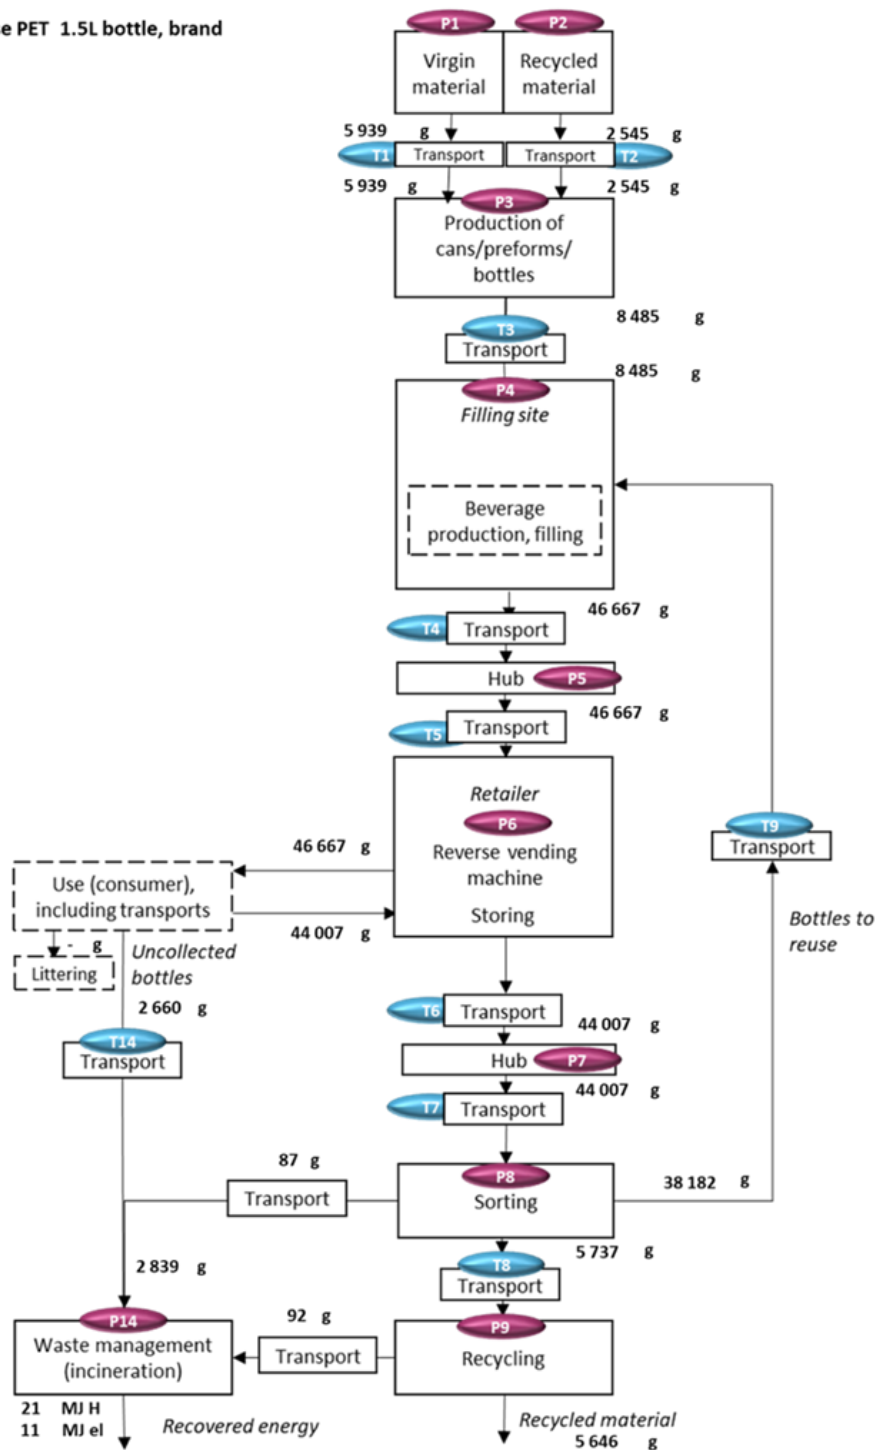 e PET 1.5L bottle, brand
P1 P2
Virgin material
Recycled material
5 939 g
2 545 g
T1 Transport
Transport T2
5 939 g
2 545 g
P3
Production of
cans/preforms/
bottles
8 485 g
T3
Transport
8 485 g
P4
Filling site
Beverage
production, filling
46 667 g
T4 Transport
Hub P5
46 667 g
T5 Transport
Retailer
P6
Reverse vending
machine
Storing
46 667 g
44 007 g
Use (consumer),
including transports
- g
Littering
Uncollected
bottles
2 660 g
T14
Transport
T9
Transport
Bottles to
reuse
T6 Transport
44 007 g
Hub P7
44 007 g
T7 Transport
P8
Sorting
87 g
Transport
38 182 g
5 737 g
T8
Transport
2 839 g
P14
Waste management
(incineration)
92 g
Transport
P9
Recycling
21 MJ H
11 MJ el
Recovered energy
Recycled material
5 646 g